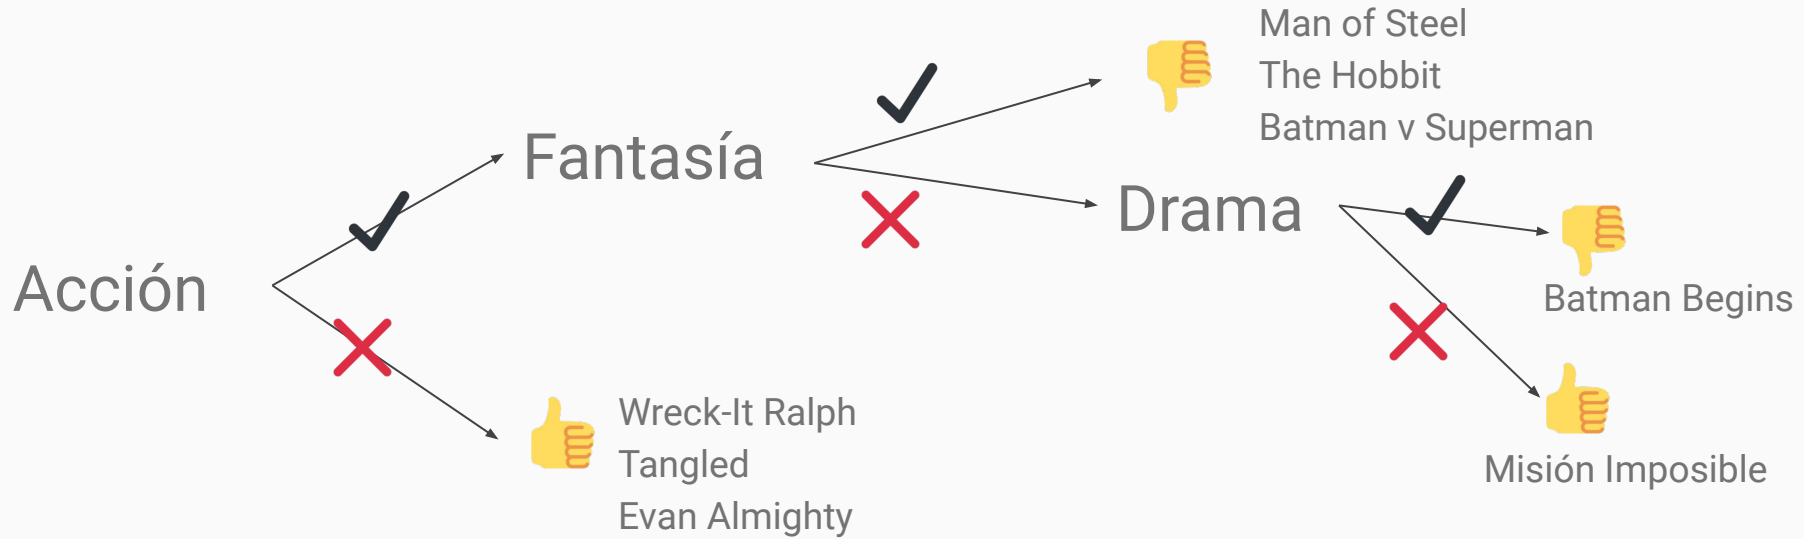 Man of Steel
The Hobbit
Batman v Superman
Fantasía
Drama
Acción
Batman Begins
Wreck-It Ralph
Tangled
Evan Almighty
Misión Imposible